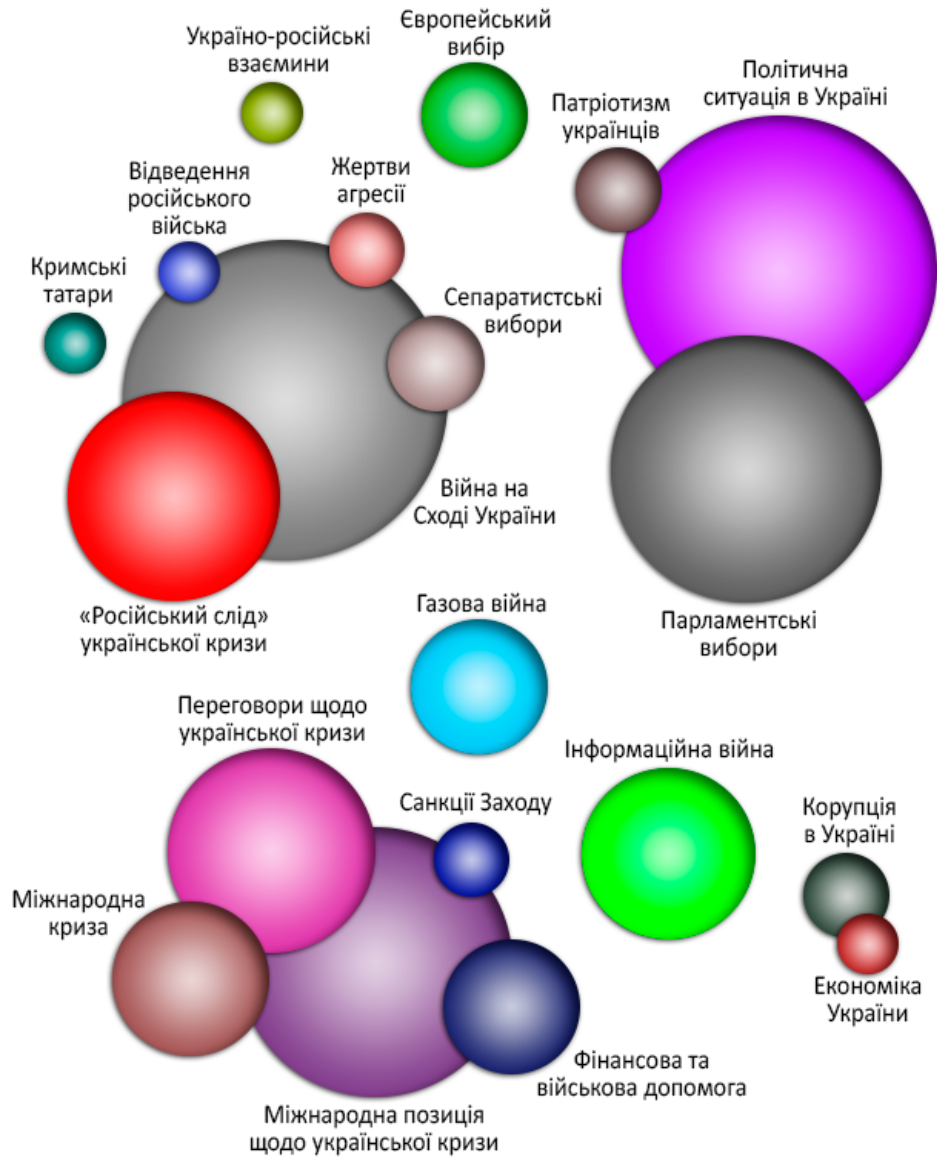 Україно-російські
взаємини
Європейський
вибір
Політична
ситуація в Україні
Патріотизм
українців
Відведення
російського
війська
Жертви
агресії
Кримські
татари
Сепаратистські
вибори
Війна на
Сході України
«Російський слід»
української кризи
Парламентські
вибори
Газова війна
Переговори щодо
української кризи
Інформаційна війна
Санкції Заходу
Корупція
в Україні
Міжнародна
криза
Економіка
України
Фінансова та
військова допомога
Міжнародна позиція
щодо української кризи